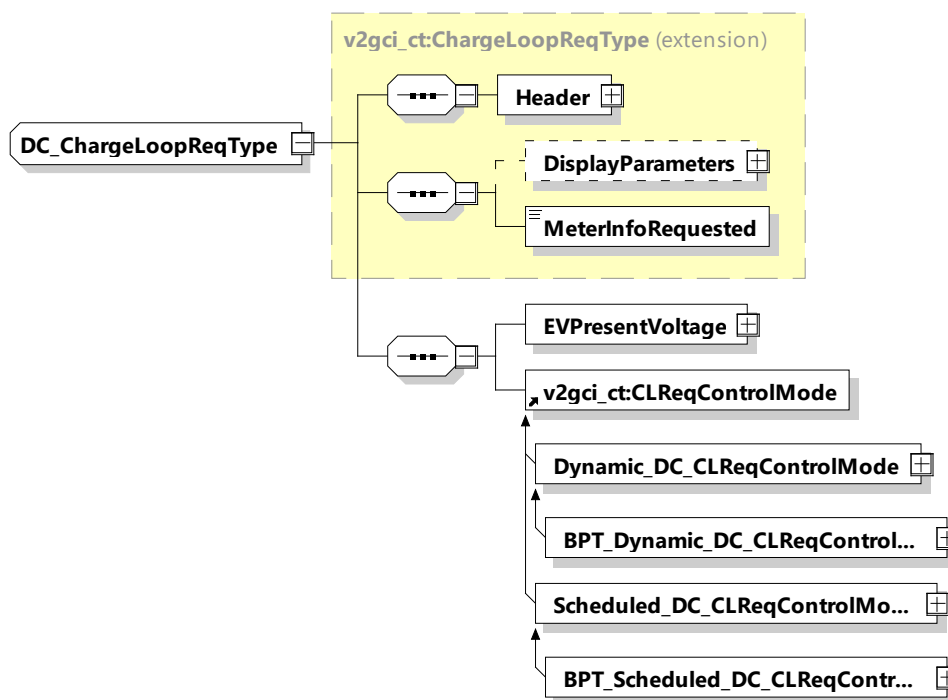 v2gci_ct:ChargeLoopReqType (extension)
Header
DC_ChargeLoopReqType
DisplayParameters
MeterInfoRequested
EVPresentVoltage
v2gci_ct:CLReqControlMode
Dynamic_DC_CLReqControlMode
BPT_Dynamic_DC_CLReqControl...
Scheduled_DC_CLReqControlMo...
BPT_Scheduled_DC_CLReqContr...